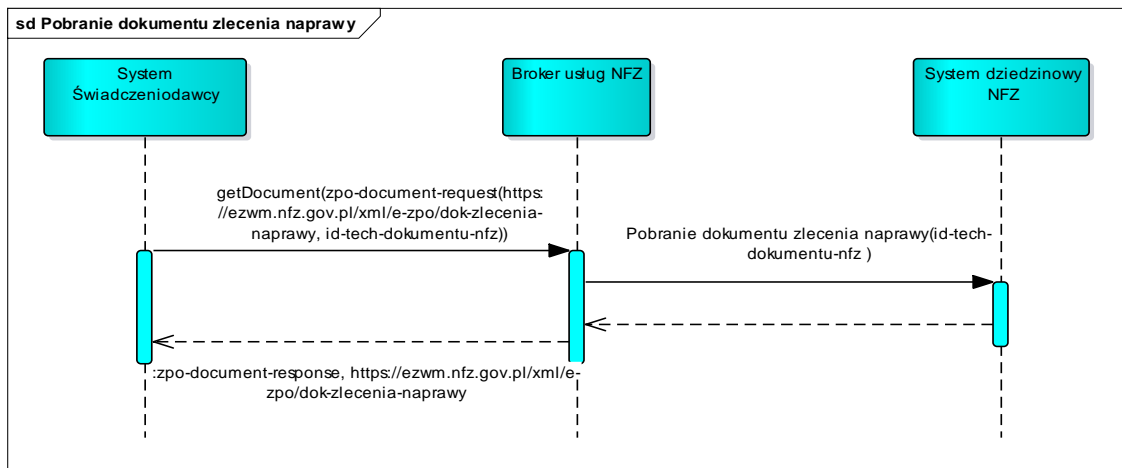 sd Pobranie dokumentu zlecenia naprawy
System
Świadczeniodawcy
Broker usług NFZ
System dziedzinowy
NFZ
getDocument(zpo-document-request(https:
//ezwm.nfz.gov.pl/xml/e-zpo/dok-zlecenia-
naprawy, id-tech-dokumentu-nfz))
Pobranie dokumentu zlecenia naprawy(id-tech-
dokumentu-nfz )
:zpo-document-response, https://ezwm.nfz.gov.pl/xml/e-
zpo/dok-zlecenia-naprawy